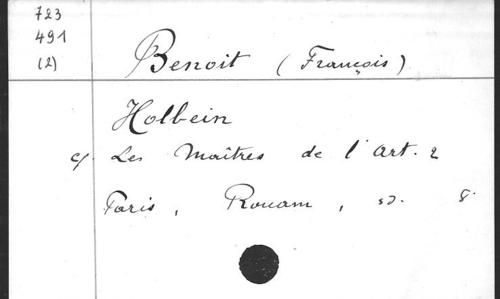 723
491
(2)
Benoit (François)
Holbein
cf. Les Maîtres de l'art. 2
Paris, Rouam, sd. 8.